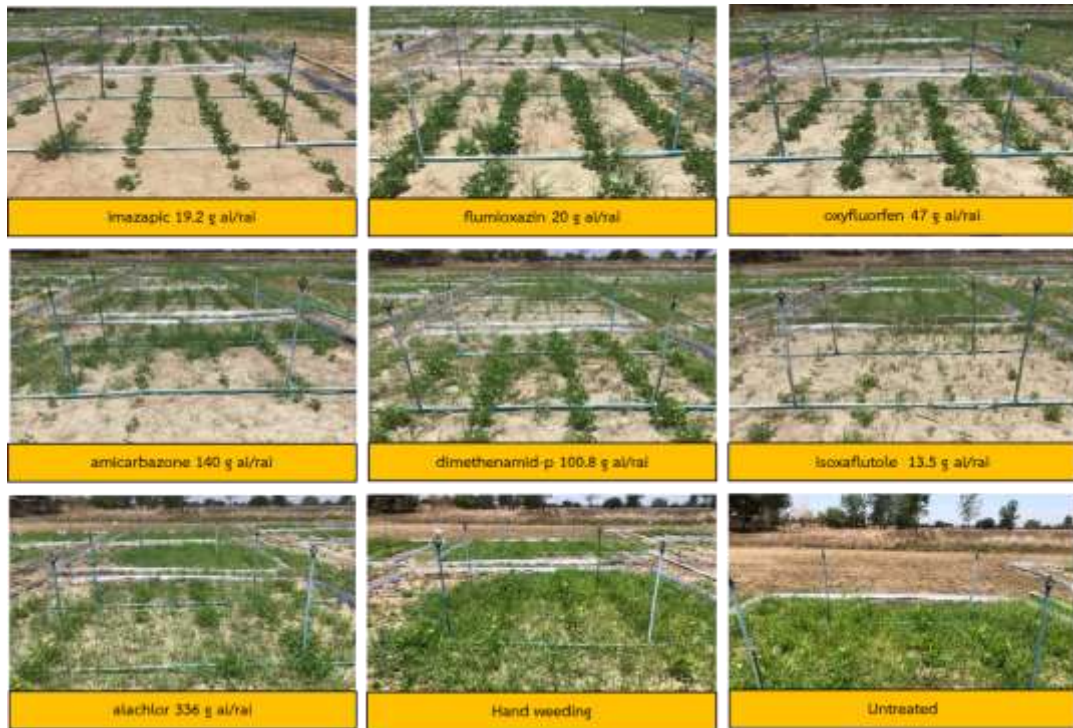 imazapic 19.2 g ai/rai
flumioxazin 20 g ai/rai
oxyfluorfen 47 g ai/rai
amicarbazone 140 g ai/rai
dimethenamid-p 100.8 g ai/rai
isoxaflutole 13.5 g ai/rai
alachlor 336 g ai/rai
Hand weeding
Untreated